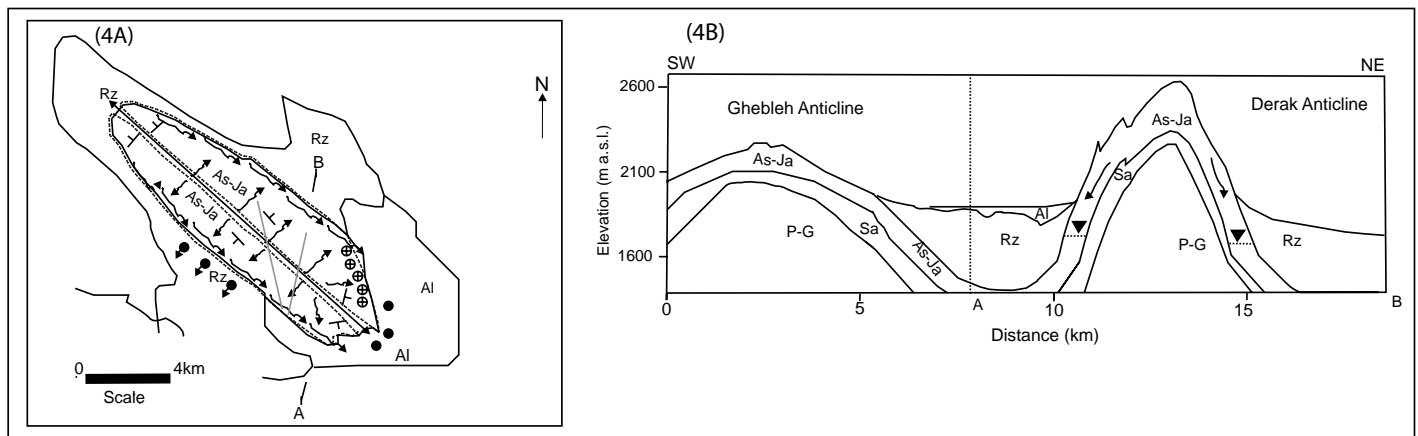 (4A)
N
Rz
Rz
B
As-Ja
As-Ja
Rz
Al
Al
0 4km
Scale
A
(4B)
SW NE
2600
2100
1600
Elevation (m a.s.l.)
Ghebleh Anticline
Derak Anticline
As-Ja
As-Ja
Sa
Al
P-G
Sa
As-Ja
Rz
P-G
Rz
0 5 A 10 15 B
Distance (km)